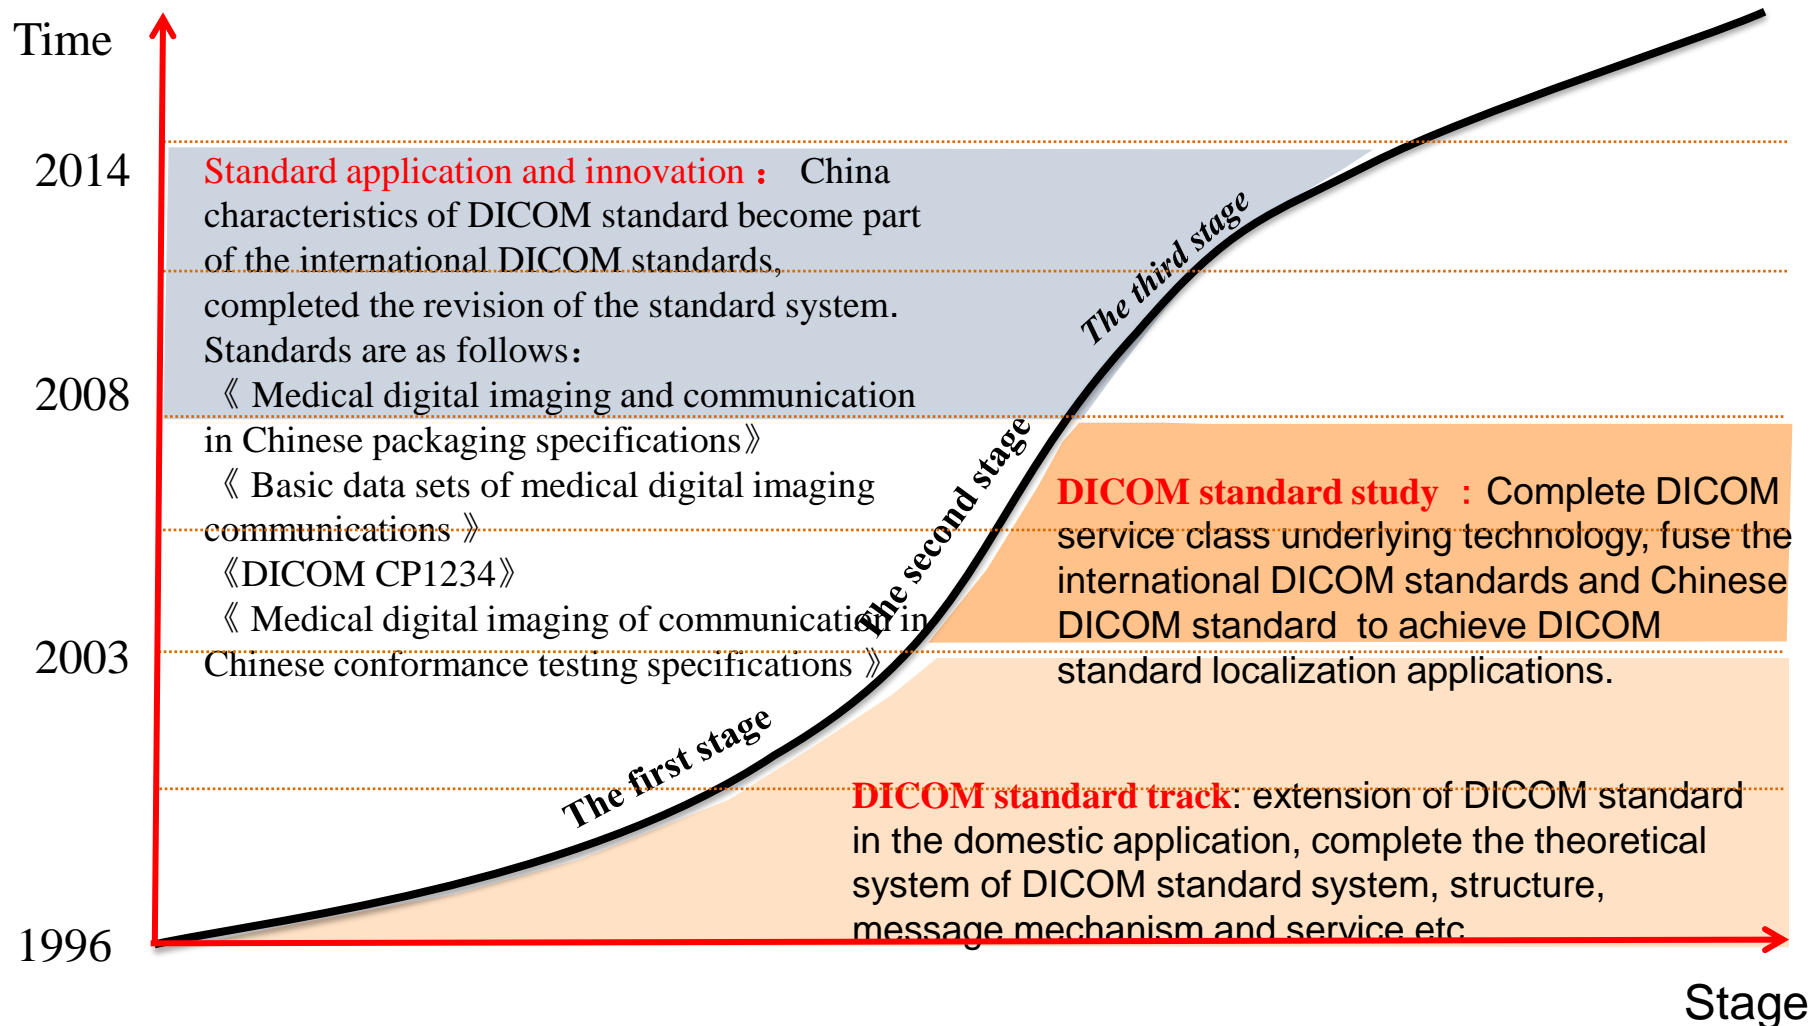 Time
2014
Standard application and innovation： China
characteristics of DICOM standard become part
of the international DICOM standards,
completed the revision of the standard system.
Standards are as follows：
《 Medical digital imaging and communication
in Chinese packaging specifications》
《 Basic data sets of medical digital imaging
communications 》
《DICOM CP1234》
《 Medical digital imaging of communication in
Chinese conformance testing specifications 》
The third stage
2008
The second stage
DICOM standard study ：Complete DICOM
service class underlying technology, fuse the
international DICOM standards and Chinese
DICOM standard to achieve DICOM
standard localization applications.
2003
The first stage
DICOM standard track: extension of DICOM standard
in the domestic application, complete the theoretical
system of DICOM standard system, structure,
message mechanism and service etc
1996
Stage